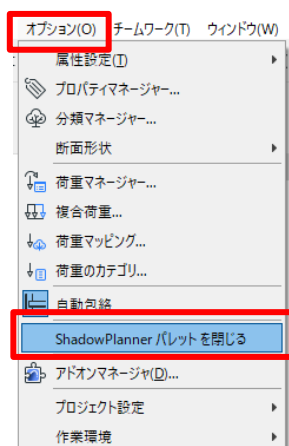 オプション(O) チームワーク(T) ウィンドウ(W)
属性設定(T)
プロパティマネージャー...
分類マネージャー...
断面形状
荷重マネージャー...
複合荷重...
荷重マッピング...
荷重のカテゴリ...
自動包絡
ShadowPlanner パレット を閉じる
アドオンマネージャ(D)...
プロジェクト設定
作業環境